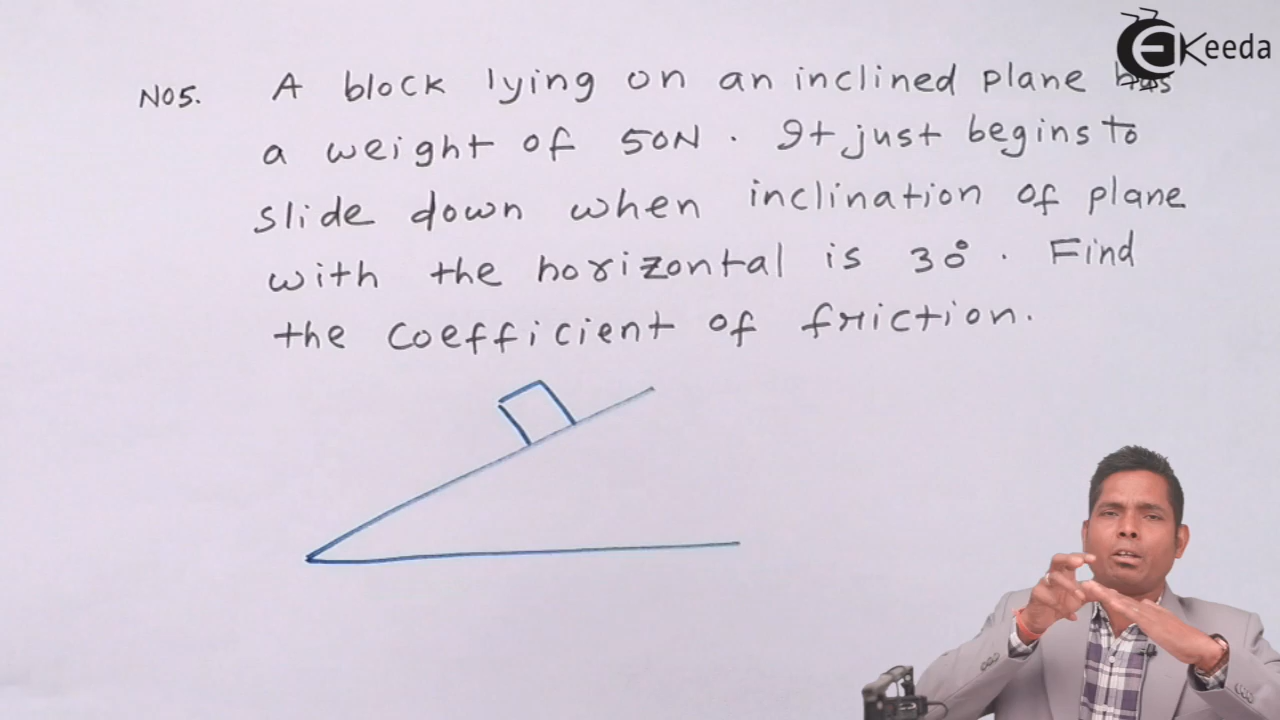 EKeeda
No5. A block lying on an inclined plane has
a weight of 50N. It just begins to
slide down when inclination of plane
with the horizontal is 30°. Find
the coefficient of friction.